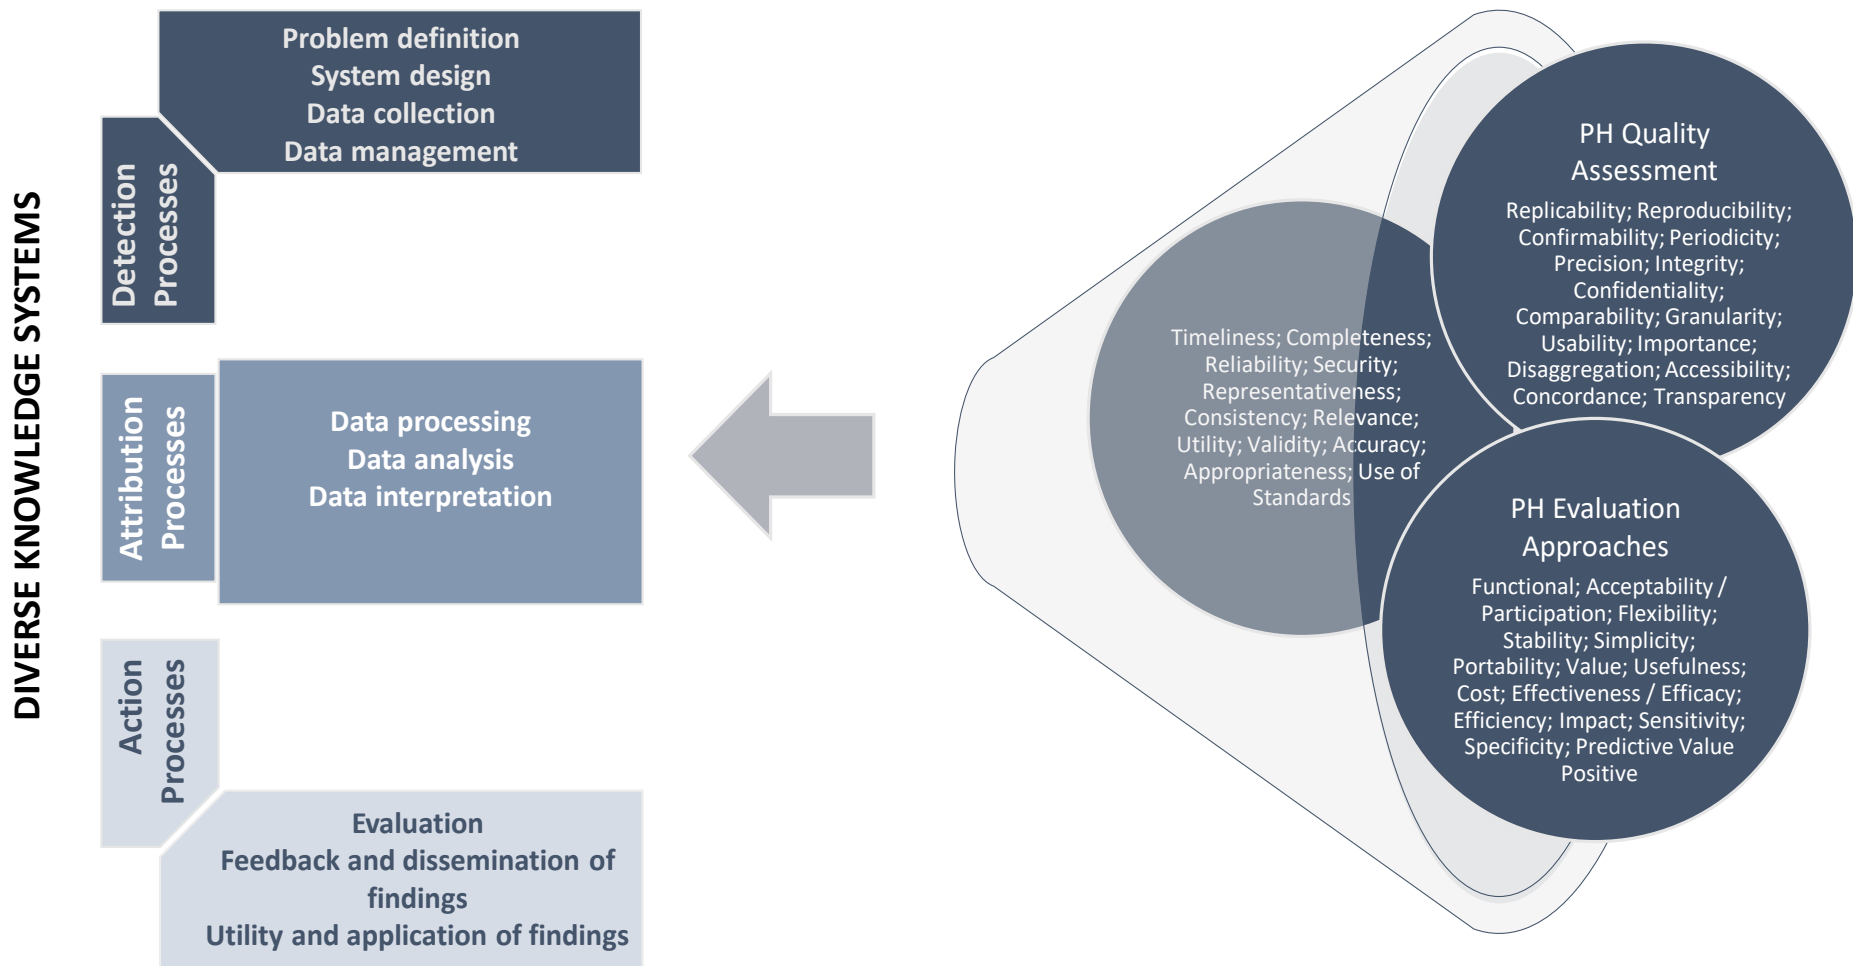 DIVERSE KNOWLEDGE SYSTEMS
Detection
Processes
Problem definition
System design
Data collection
Data management
Attribution
Processes
Data processing
Data analysis
Data interpretation
Action
Processes
Evaluation
Feedback and dissemination of
findings
Utility and application of findings
Timeliness; Completeness;
Reliability; Security;
Representativeness;
Consistency; Relevance;
Utility; Validity; Accuracy;
Appropriateness; Use of
Standards
PH Quality
Assessment
Replicability; Reproducibility;
Confirmability; Periodicity;
Precision; Integrity;
Confidentiality;
Comparability; Granularity;
Usability; Importance;
Disaggregation; Accessibility;
Concordance; Transparency
PH Evaluation
Approaches
Functional; Acceptability /
Participation; Flexibility;
Stability; Simplicity;
Portability; Value; Usefulness;
Cost; Effectiveness / Efficacy;
Efficiency; Impact; Sensitivity;
Specificity; Predictive Value
Positive